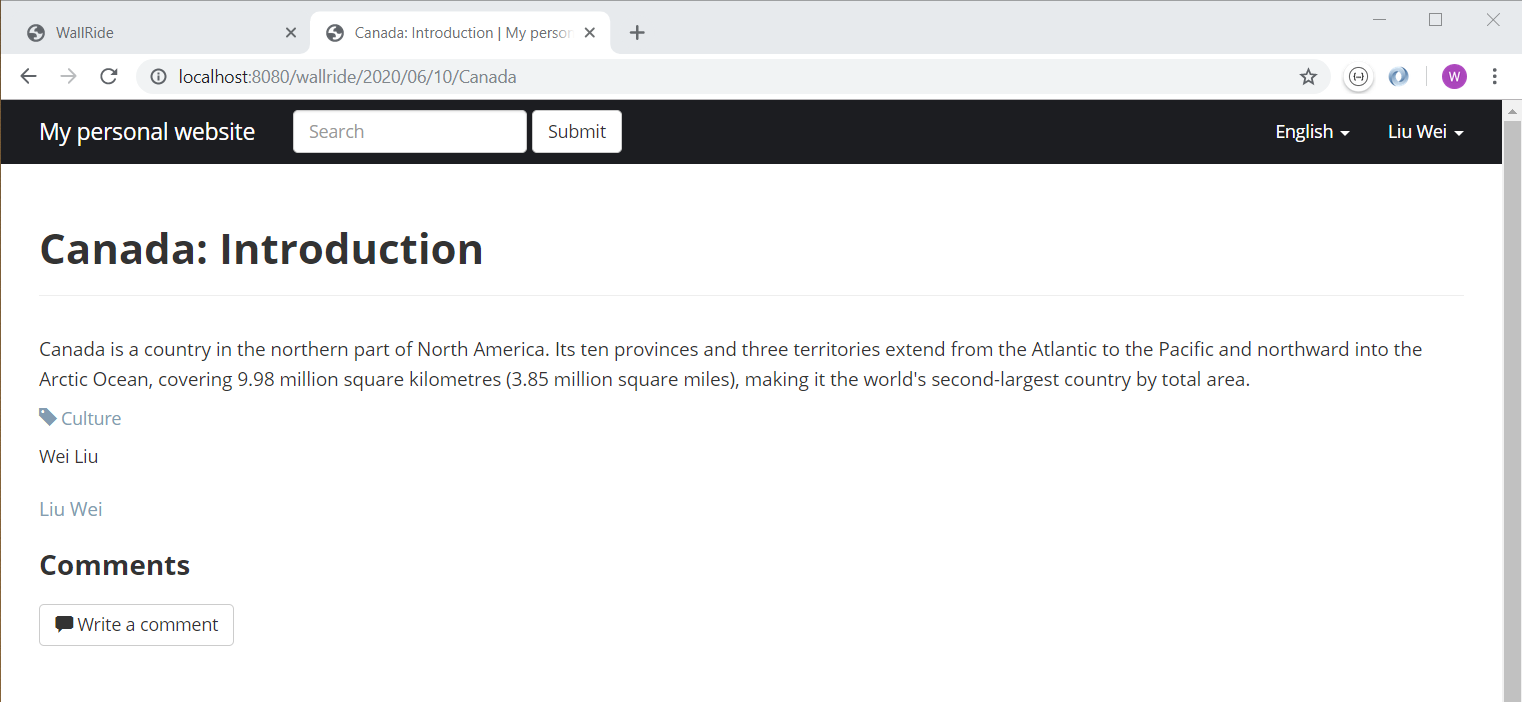 WallRide
Canada: Introduction | My person
localhost:8080/wallride/2020/06/10/Canada
W
My personal website Search Submit English Liu Wei
Canada: Introduction
Canada is a country in the northern part of North America. Its ten provinces and three territories extend from the Atlantic to the Pacific and northward into the
Arctic Ocean, covering 9.98 million square kilometres (3.85 million square miles), making it the world's second-largest country by total area.
Culture
Wei Liu
Liu Wei
Comments
Write a comment